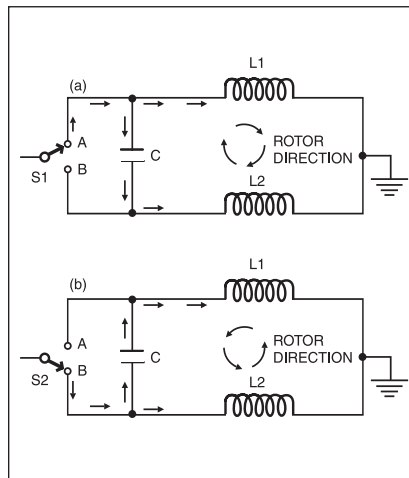 L1
(a)
A
B
S1
C
ROTOR
DIRECTION
L2
L1
(b)
A
B
S2
C
ROTOR
DIRECTION
L2